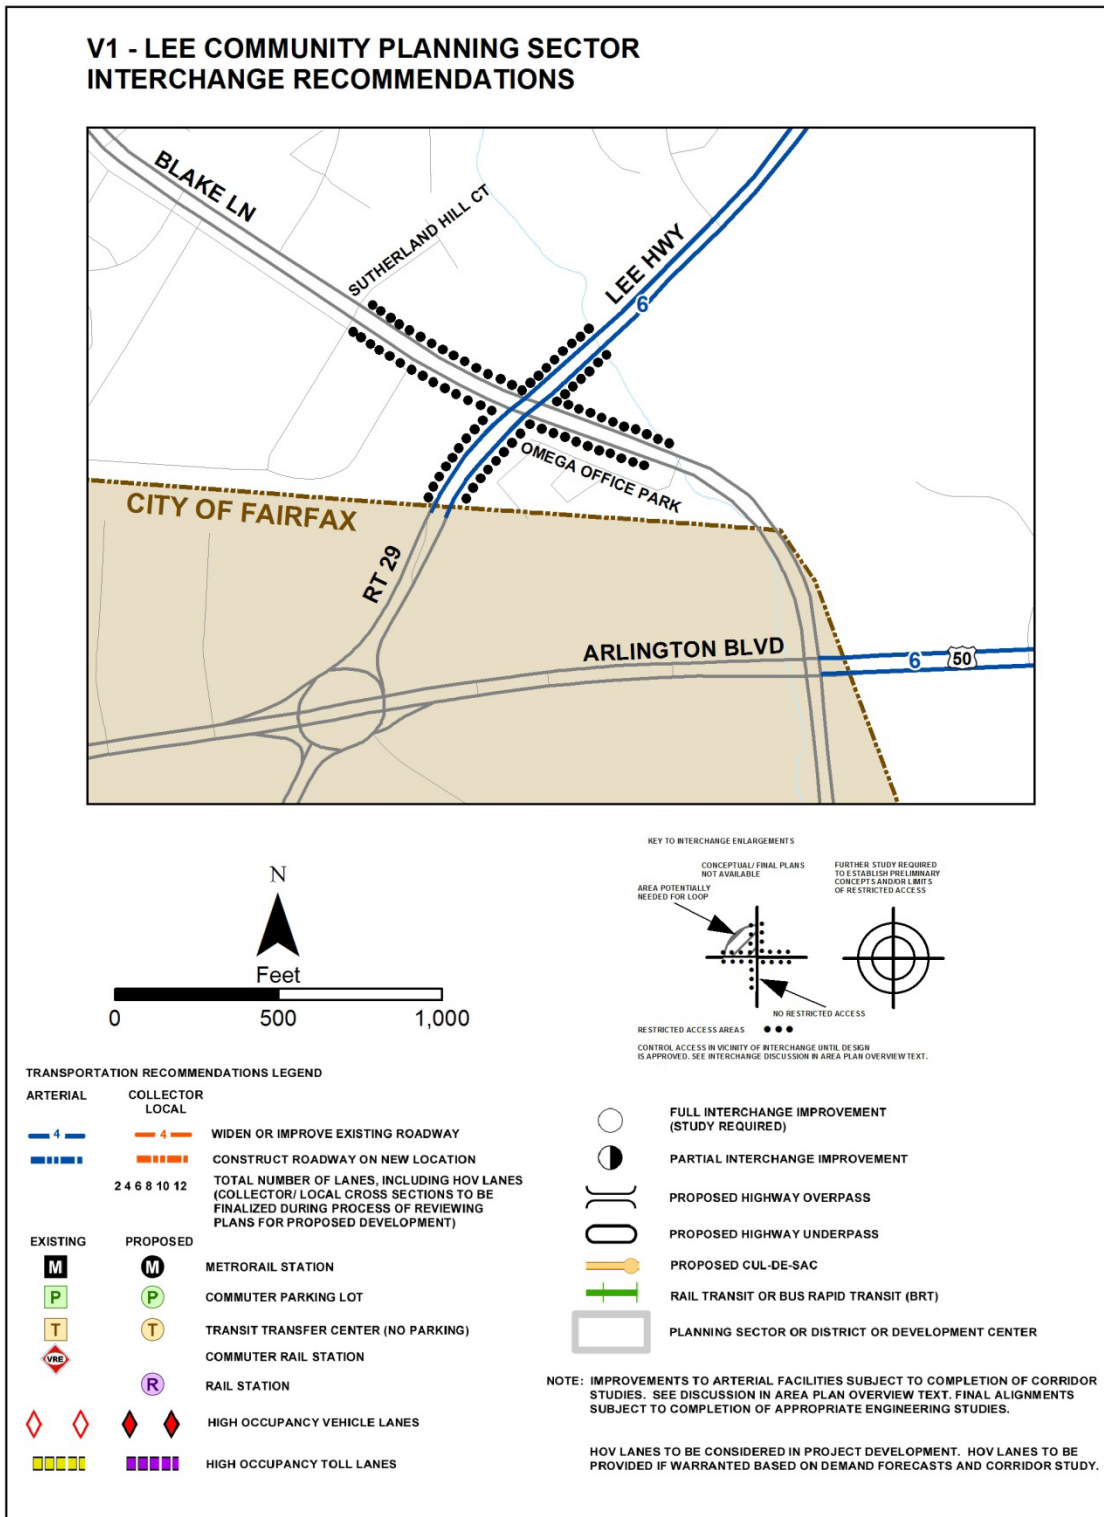 V1 - LEE COMMUNITY PLANNING SECTOR
INTERCHANGE RECOMMENDATIONS
BLAKE LN
SUTHERLAND HILL CT
LEE HWY
6
OMEGA OFFICE PARK
CITY OF FAIRFAX
RT 29
ARLINGTON BLVD
6
50
N
Feet
0 500 1,000
KEY TO INTERCHANGE ENLARGEMENTS
CONCEPTUAL/ FINAL PLANS
NOT AVAILABLE
AREA POTENTIALLY
NEEDED FOR LOOP
FURTHER STUDY REQUIRED
TO ESTABLISH PRELIMINARY
CONCEPTS AND/OR LIMITS
OF RESTRICTED ACCESS
NO RESTRICTED ACCESS
RESTRICTED ACCESS AREAS
CONTROL ACCESS IN VICINITY OF INTERCHANGE UNTIL DESIGN
IS APPROVED. SEE INTERCHANGE DISCUSSION IN AREA PLAN OVERVIEW TEXT.
TRANSPORTATION RECOMMENDATIONS LEGEND
ARTERIAL
COLLECTOR
LOCAL
4 4 WIDEN OR IMPROVE EXISTING ROADWAY
CONSTRUCT ROADWAY ON NEW LOCATION
2 4 6 8 10 12 TOTAL NUMBER OF LANES, INCLUDING HOV LANES
(COLLECTOR/ LOCAL CROSS SECTIONS TO BE
FINALIZED DURING PROCESS OF REVIEWING
PLANS FOR PROPOSED DEVELOPMENT)
EXISTING PROPOSED
M M METRORAIL STATION
P P COMMUTER PARKING LOT
T T TRANSIT TRANSFER CENTER (NO PARKING)
VRE COMMUTER RAIL STATION
R RAIL STATION
HIGH OCCUPANCY VEHICLE LANES
HIGH OCCUPANCY TOLL LANES
FULL INTERCHANGE IMPROVEMENT
(STUDY REQUIRED)
PARTIAL INTERCHANGE IMPROVEMENT
PROPOSED HIGHWAY OVERPASS
PROPOSED HIGHWAY UNDERPASS
PROPOSED CUL-DE-SAC
RAIL TRANSIT OR BUS RAPID TRANSIT (BRT)
PLANNING SECTOR OR DISTRICT OR DEVELOPMENT CENTER
NOTE: IMPROVEMENTS TO ARTERIAL FACILITIES SUBJECT TO COMPLETION OF CORRIDOR
STUDIES. SEE DISCUSSION IN AREA PLAN OVERVIEW TEXT. FINAL ALIGNMENTS
SUBJECT TO COMPLETION OF APPROPRIATE ENGINEERING STUDIES.
HOV LANES TO BE CONSIDERED IN PROJECT DEVELOPMENT. HOV LANES TO BE
PROVIDED IF WARRANTED BASED ON DEMAND FORECASTS AND CORRIDOR STUDY.